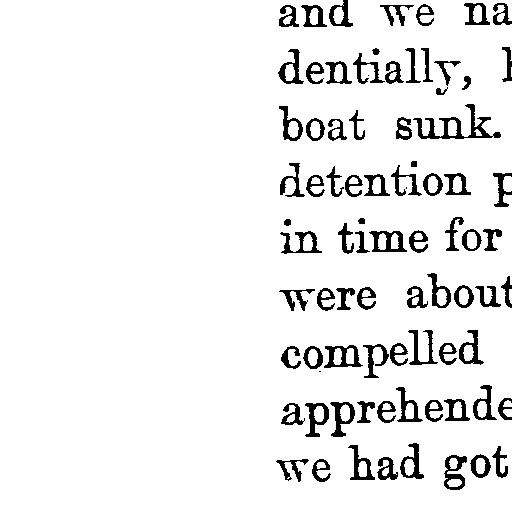 and we na
dentially,
boat sunk.
detention p
in time for
were about
compelled
apprehende
we had got